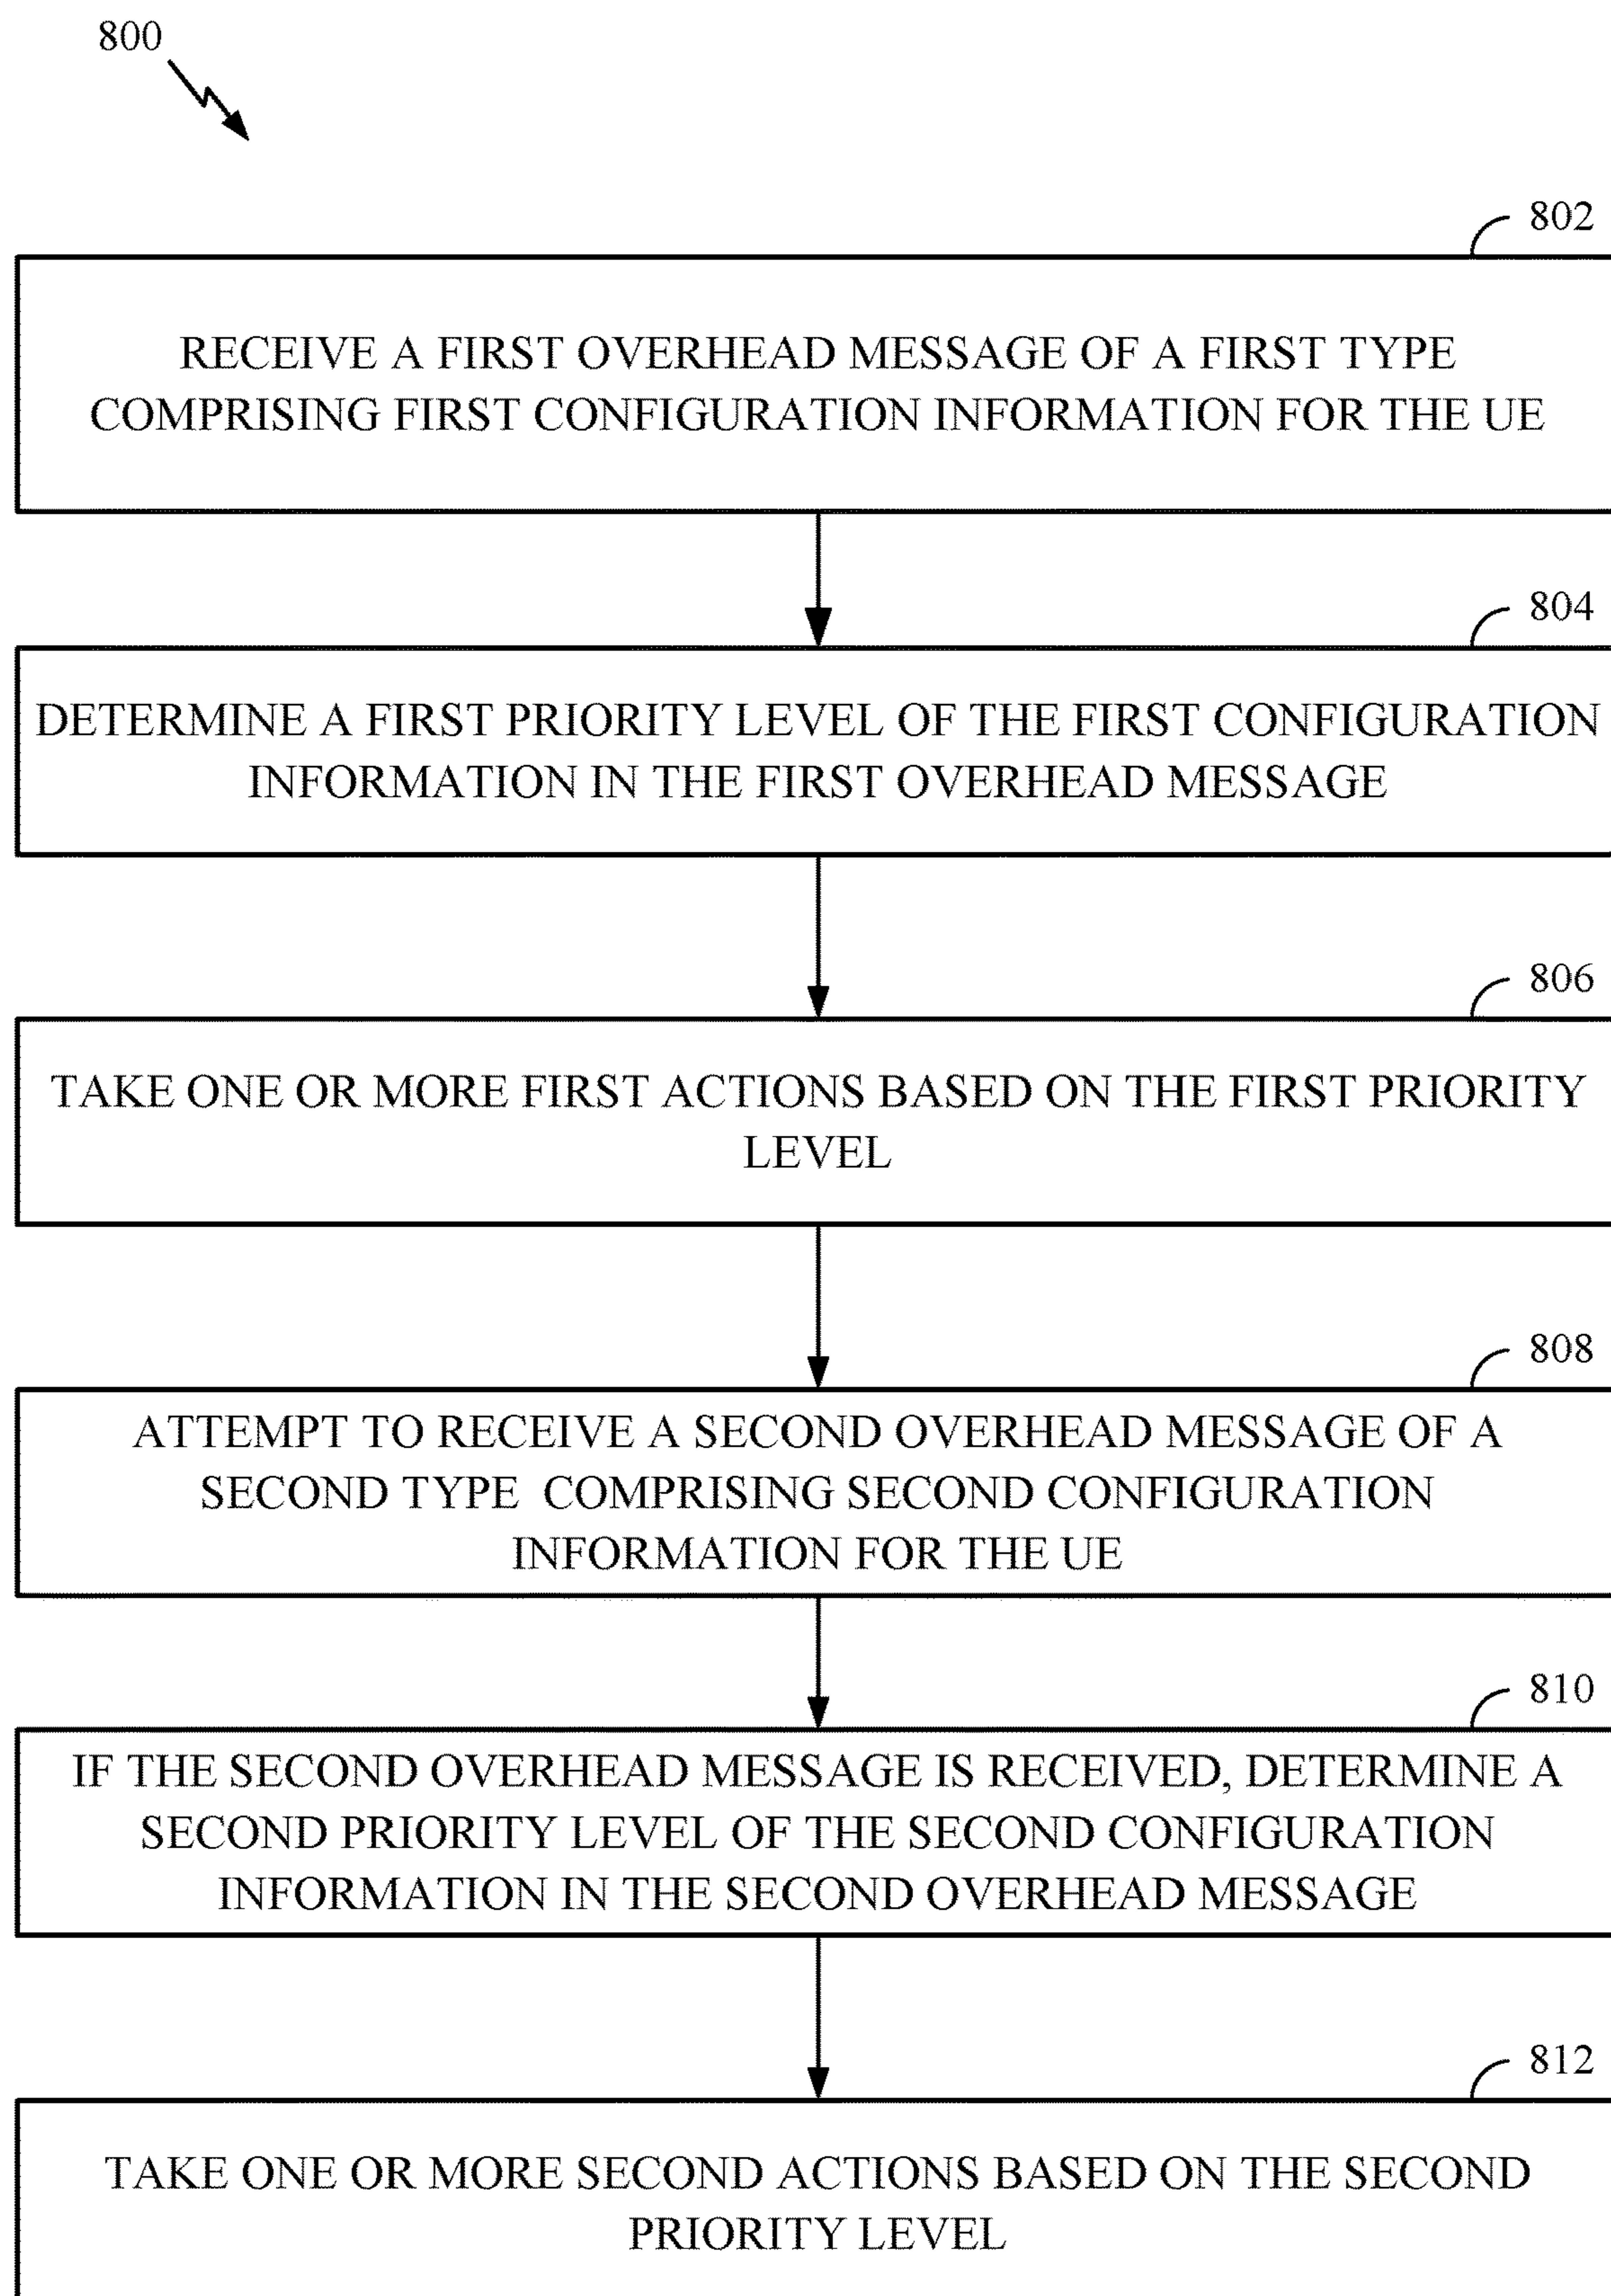 800
802
RECEIVE A FIRST OVERHEAD MESSAGE OF A FIRST TYPE
COMPRISING FIRST CONFIGURATION INFORMATION FOR THE UE
804
DETERMINE A FIRST PRIORITY LEVEL OF THE FIRST CONFIGURATION
INFORMATION IN THE FIRST OVERHEAD MESSAGE
806
TAKE ONE OR MORE FIRST ACTIONS BASED ON THE FIRST PRIORITY
LEVEL
808
ATTEMPT TO RECEIVE A SECOND OVERHEAD MESSAGE OF A
SECOND TYPE COMPRISING SECOND CONFIGURATION
INFORMATION FOR THE UE
810
IF THE SECOND OVERHEAD MESSAGE IS RECEIVED, DETERMINE A
SECOND PRIORITY LEVEL OF THE SECOND CONFIGURATION
INFORMATION IN THE SECOND OVERHEAD MESSAGE
812
TAKE ONE OR MORE SECOND ACTIONS BASED ON THE SECOND
PRIORITY LEVEL